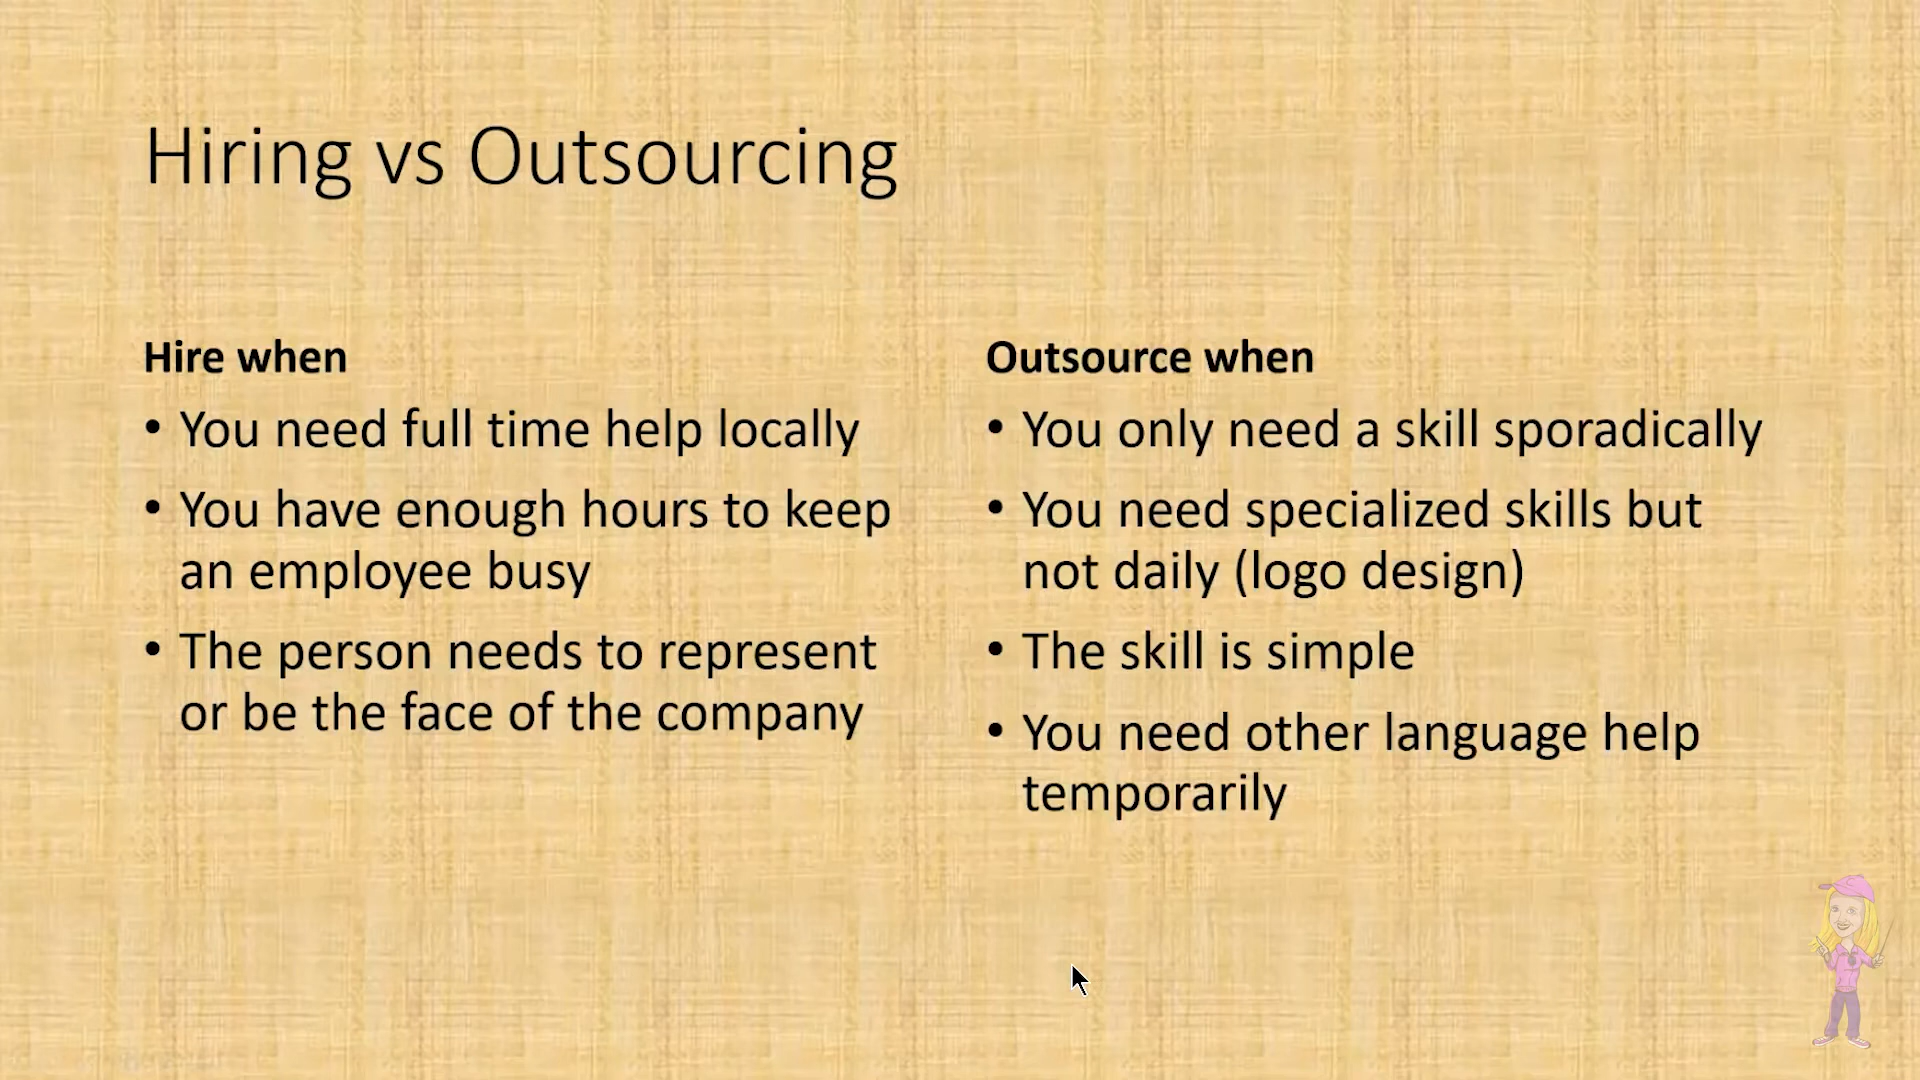 Hiring vs Outsourcing
Hire when
• You need full time help locally
• You have enough hours to keep
an employee busy
• The person needs to represent
or be the face of the company
Outsource when
• You only need a skill sporadically
• You need specialized skills but
not daily (logo design)
• The skill is simple
• You need other language help
temporarily